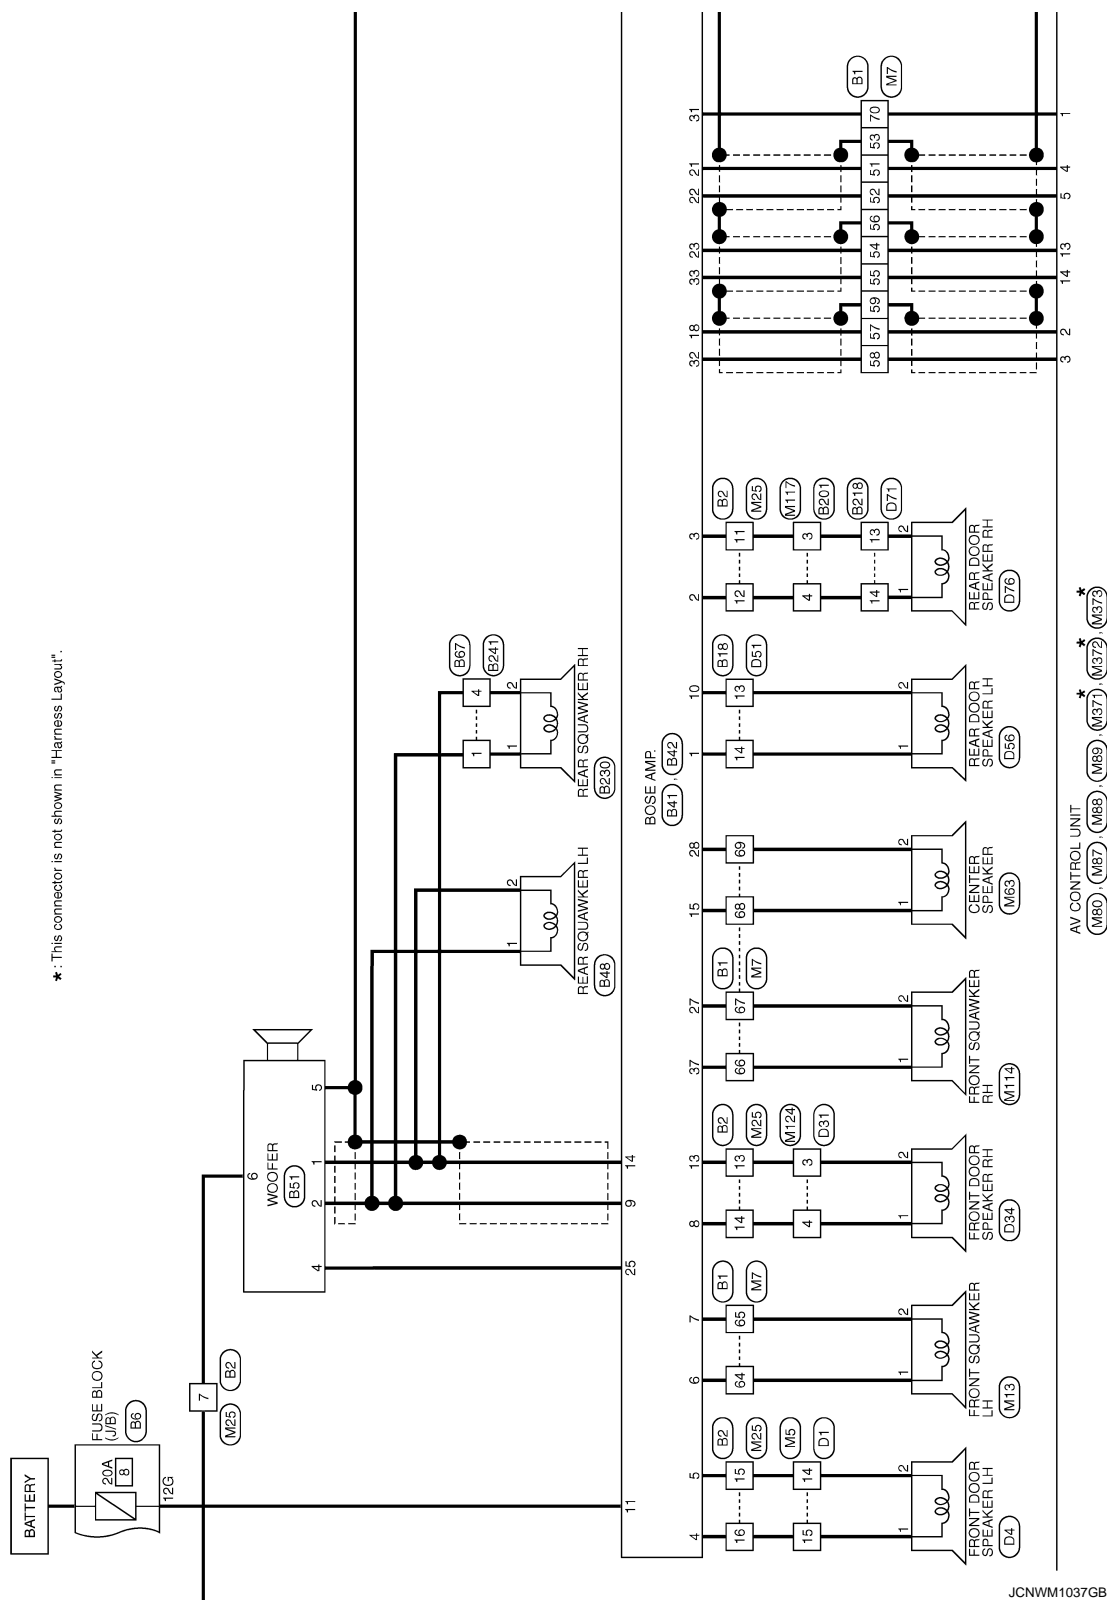 BATTERY
FUSE BLOCK
(J/B)
B6
20A
8
12G
M25
7
B2
6
WOOFER
B51
4
2
1
5
* : This connector is not shown in "Harness Layout".
1
2
REAR SQUAWKER LH
B48
B67
B241
1
4
1
2
REAR SQUAWKER RH
B230
11
25
9
14
BOSE AMP.
B41 , B42
4
5
16
15
B2
M25
15
14
M5
D1
1
2
FRONT DOOR
SPEAKER LH
D4
6
7
64
65
B1
M7
1
2
FRONT SQUAWKER
LH
M13
8
13
14
13
B2
M25
4
3
M124
D31
1
2
FRONT DOOR
SPEAKER RH
D34
37
27
66
67
B1
M7
1
2
FRONT SQUAWKER
RH
M114
15
28
68
69
1
2
CENTER
SPEAKER
M63
1
10
14
13
B18
D51
1
2
REAR DOOR
SPEAKER LH
D56
2
3
12
11
B2
M25
4
3
M117
B201
14
13
B218
D71
1
2
REAR DOOR
SPEAKER RH
D76
32
18
33
23
22
21
31
58
57
59
55
54
56
52
51
53
70
B1
M7
3
2
14
13
5
4
1
AV CONTROL UNIT
M80 , M87 , M88 , M89 , M371 * , M372 * , M373 *
JCNWM1037GB